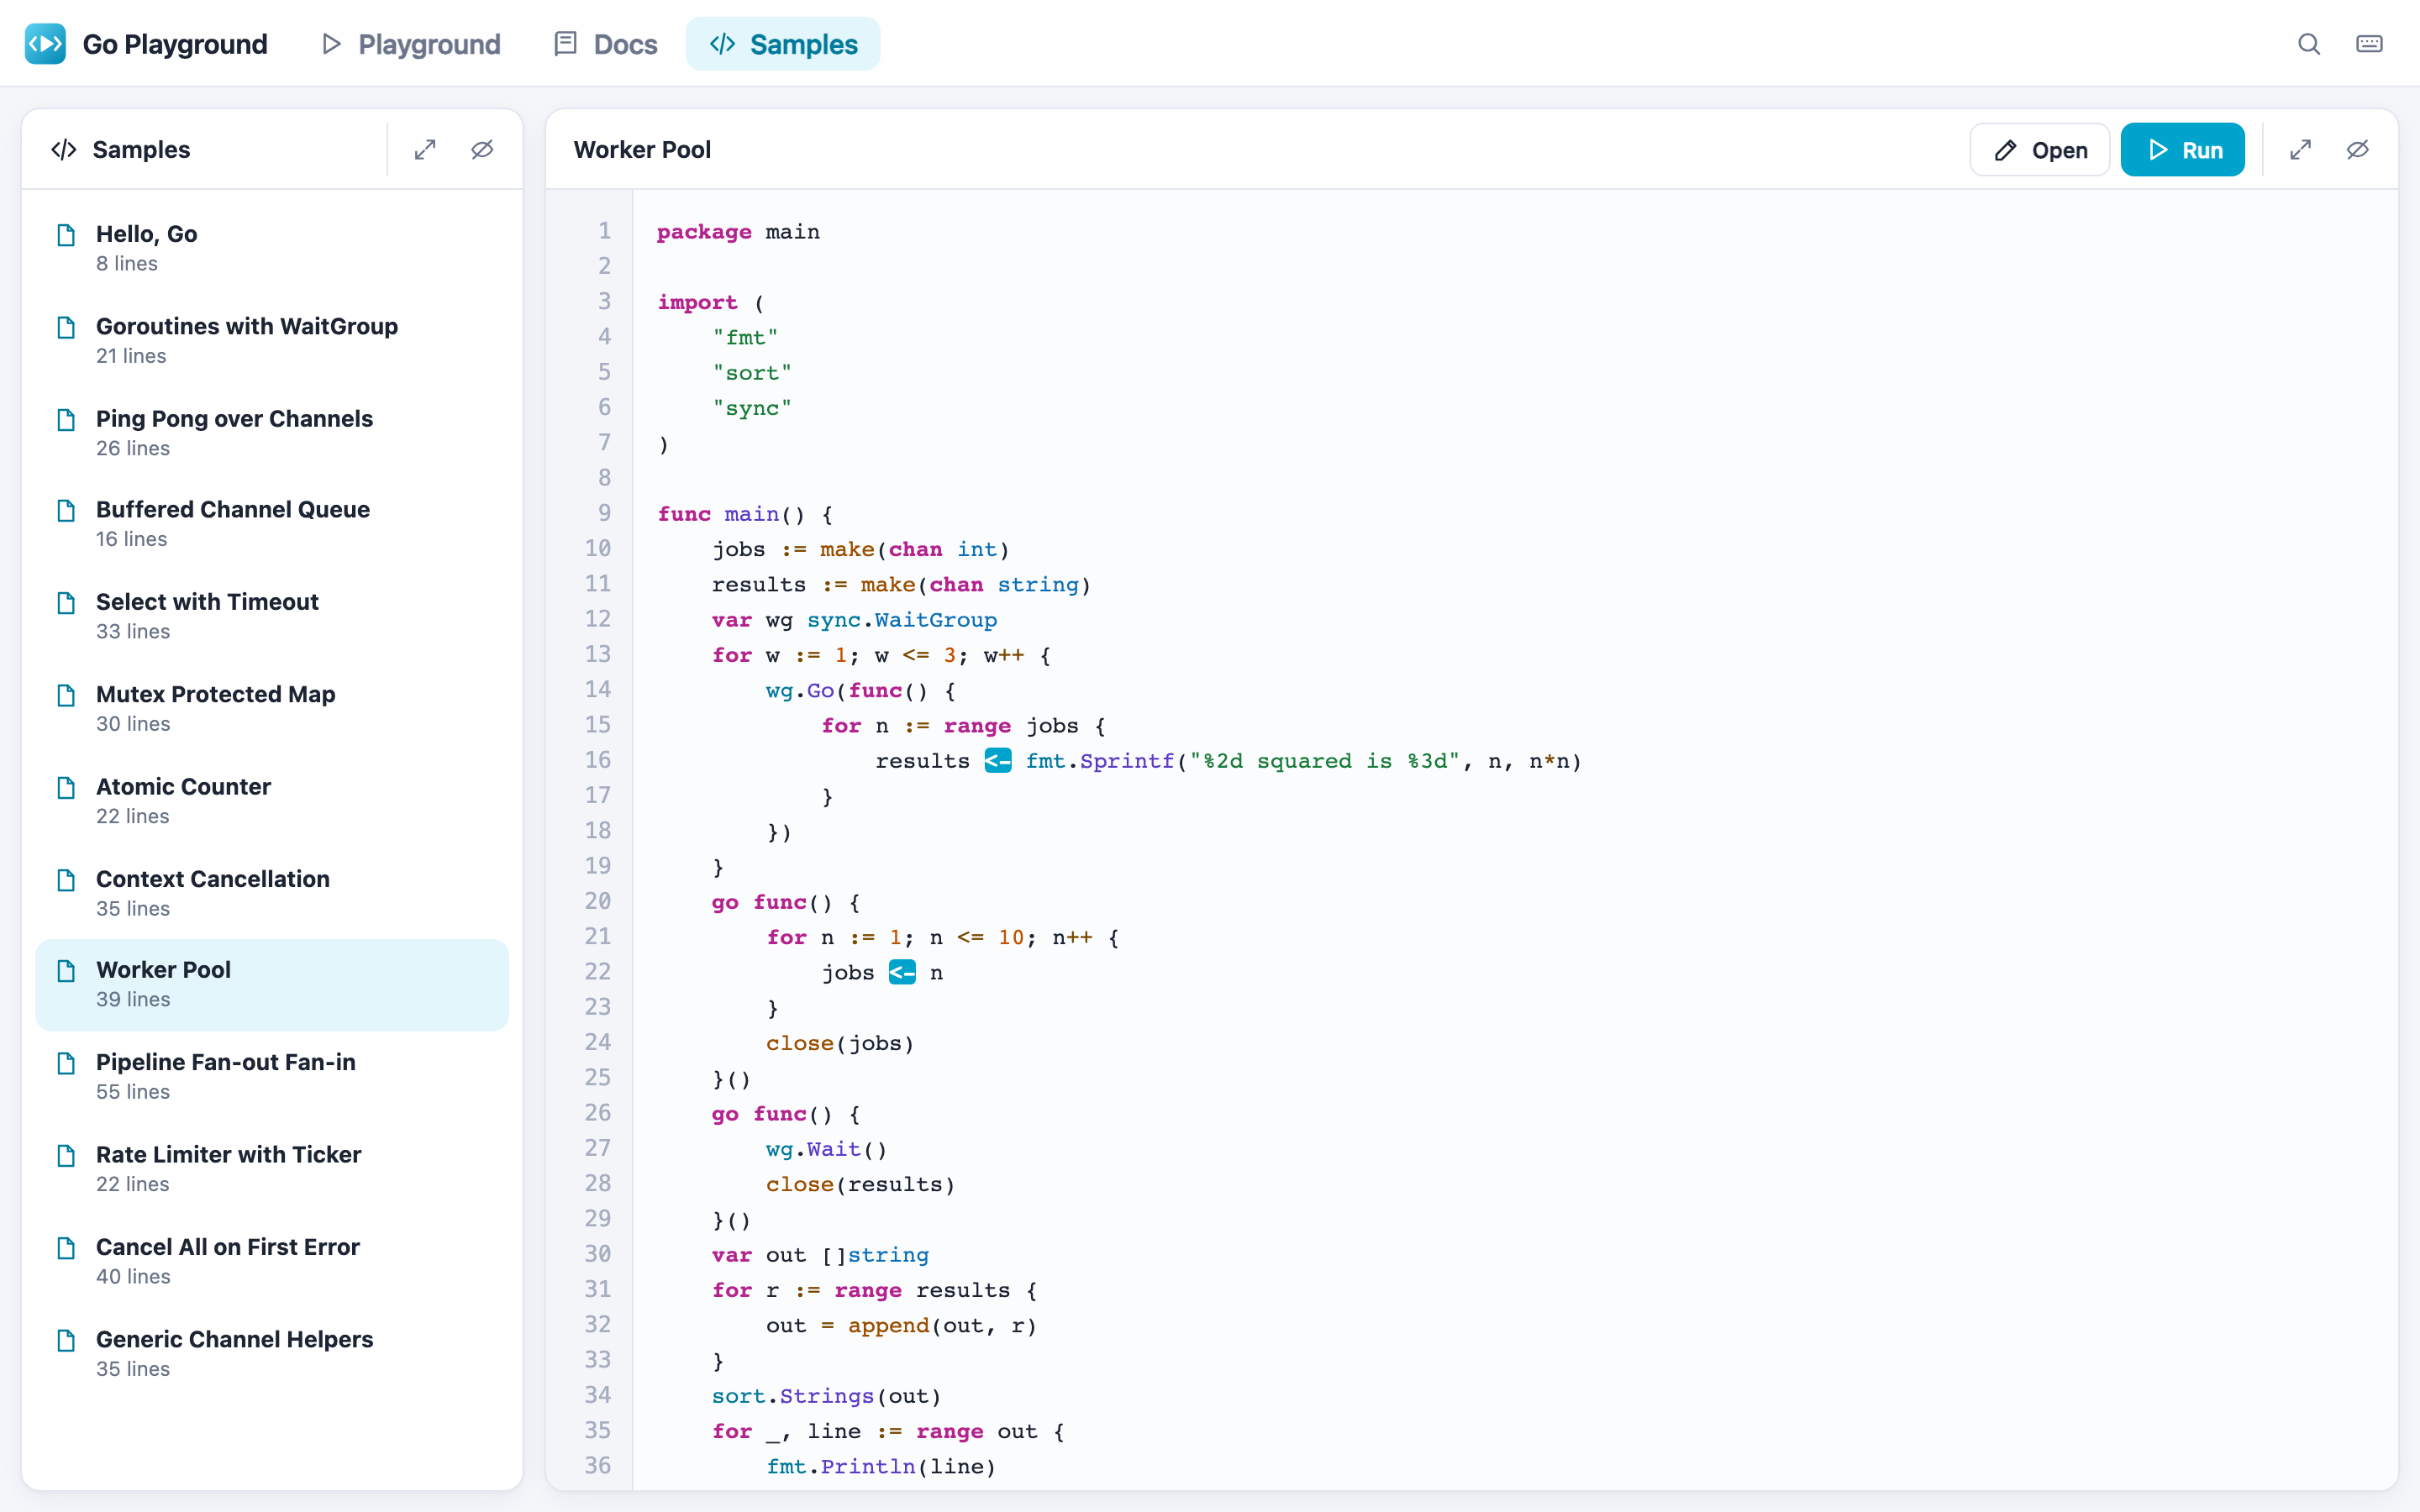 Go Playground
Playground
Docs
Samples
Samples
Hello, Go
8 lines
Goroutines with WaitGroup
21 lines
Ping Pong over Channels
26 lines
Buffered Channel Queue
16 lines
Select with Timeout
33 lines
Mutex Protected Map
30 lines
Atomic Counter
22 lines
Context Cancellation
35 lines
Worker Pool
39 lines
Pipeline Fan-out Fan-in
55 lines
Rate Limiter with Ticker
22 lines
Cancel All on First Error
40 lines
Generic Channel Helpers
35 lines
Worker Pool
Open
Run
1 package main
2
3 import (
4     "fmt"
5     "sort"
6     "sync"
7 )
8
9 func main() {
10     jobs := make(chan int)
11     results := make(chan string)
12     var wg sync.WaitGroup
13     for w := 1; w <= 3; w++ {
14         wg.Go(func() {
15             for n := range jobs {
16                 results <- fmt.Sprintf("%2d squared is %3d", n, n*n)
17             }
18         })
19     }
20     go func() {
21         for n := 1; n <= 10; n++ {
22             jobs <- n
23         }
24         close(jobs)
25     }()
26     go func() {
27         wg.Wait()
28         close(results)
29     }()
30     var out []string
31     for r := range results {
32         out = append(out, r)
33     }
34     sort.Strings(out)
35     for _, line := range out {
36         fmt.Println(line)